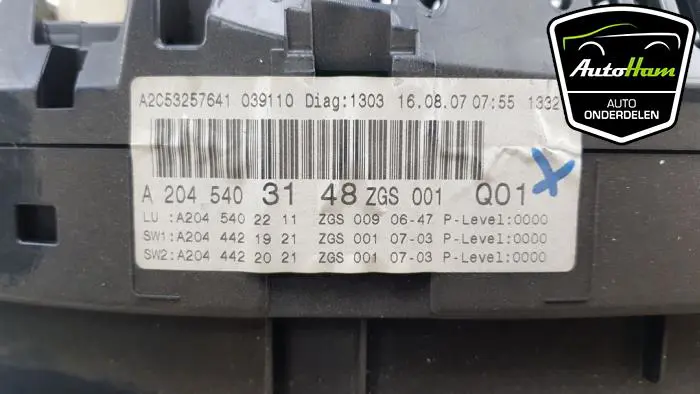 A2C53257641 039110 Diag:1303 16.08.07 07:55 1332
A 204 540 31 48 ZGS 001 Q01 X
LU :A204 540 22 11 ZGS 009 06-47 P-Level:0000
SW1:A204 442 19 21 ZGS 001 07-03 P-Level:0000
SW2:A204 442 20 21 ZGS 001 07-03 P-Level:0000
AutoHam
AUTO
ONDERDELEN